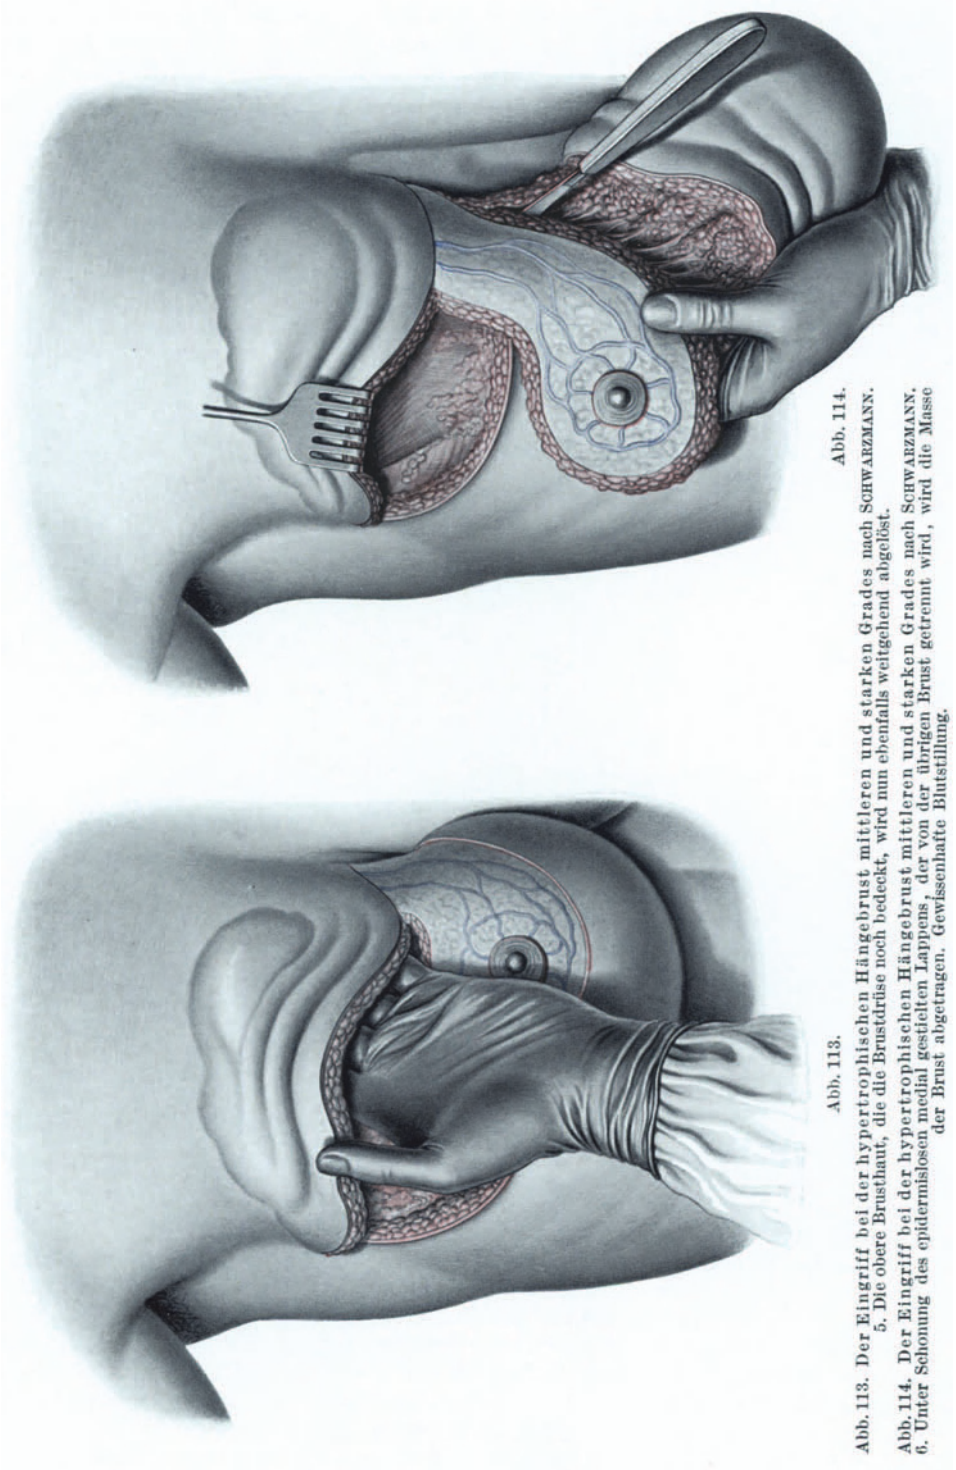 Abb. 113.
Abb. 114.
Abb. 113. Der Eingriff bei der hypertrophischen Hängebrust mittleren und starken Grades nach SCHWARZMANN.
5. Die obere Brusthaut, die die Brustdrüse noch bedeckt, wird nun ebenfalls weitgehend abgelöst.
Abb. 114. Der Eingriff bei der hypertrophischen Hängebrust mittleren und starken Grades nach SCHWARZMANN.
6. Unter Schonung des epidermislosen medial gestielten Lappens, der von der übrigen Brust getrennt wird, wird die Masse
der Brust abgetragen. Gewissenhafte Blutstillung.